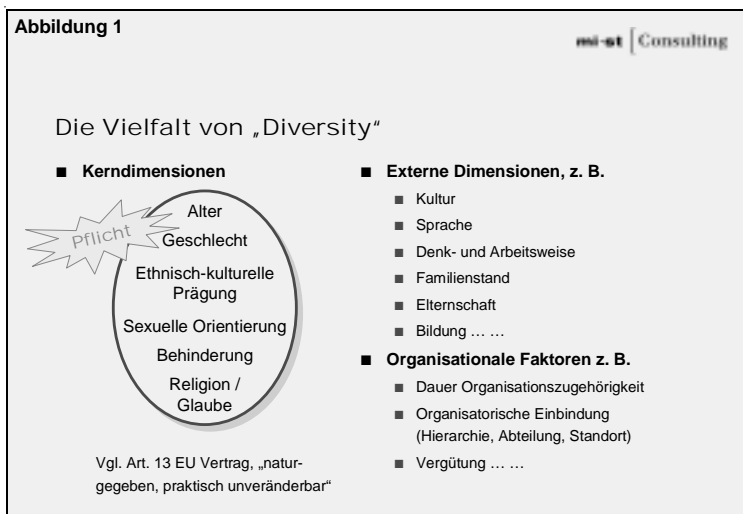 Abbildung 1
mi-st [ Consulting
Die Vielfalt von „Diversity“
■ Kerndimensionen
Pflicht
Alter
Geschlecht
Ethnisch-kulturelle
Prägung
Sexuelle Orientierung
Behinderung
Religion /
Glaube
Vgl. Art. 13 EU Vertrag, „natur-
gegeben, praktisch unveränderbar“
■ Externe Dimensionen, z. B.
■ Kultur
■ Sprache
■ Denk- und Arbeitsweise
■ Familienstand
■ Elternschaft
■ Bildung … …
■ Organisationale Faktoren z. B.
■ Dauer Organisationszugehörigkeit
■ Organisatorische Einbindung
(Hierarchie, Abteilung, Standort)
■ Vergütung … …